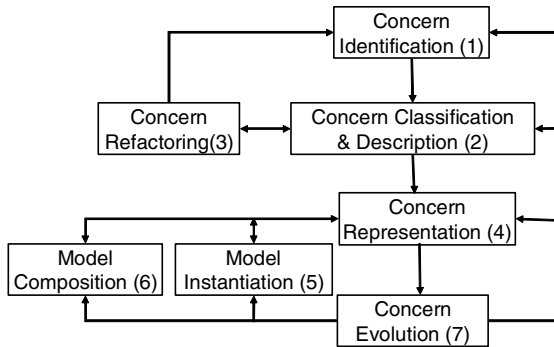 Concern
Identification (1)
Concern
Refactoring(3)
Concern Classification
& Description (2)
Concern
Representation (4)
Model
Composition (6)
Model
Instantiation (5)
Concern
Evolution (7)